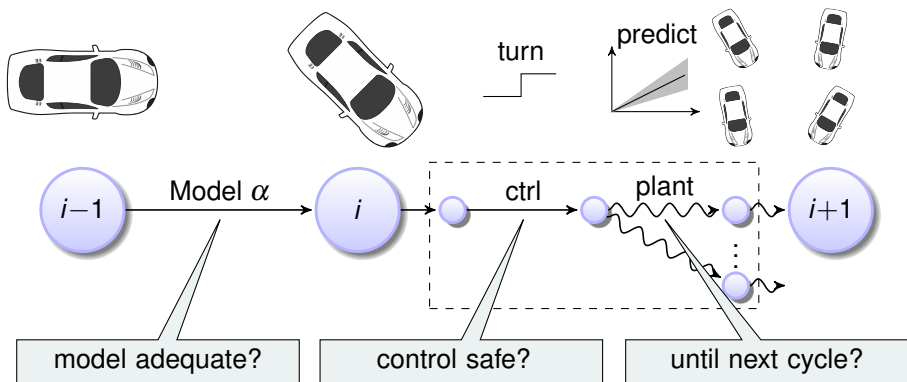 turn
predict
i−1
Model α
i
ctrl
plant
i+1
⋮
model adequate?
control safe?
until next cycle?